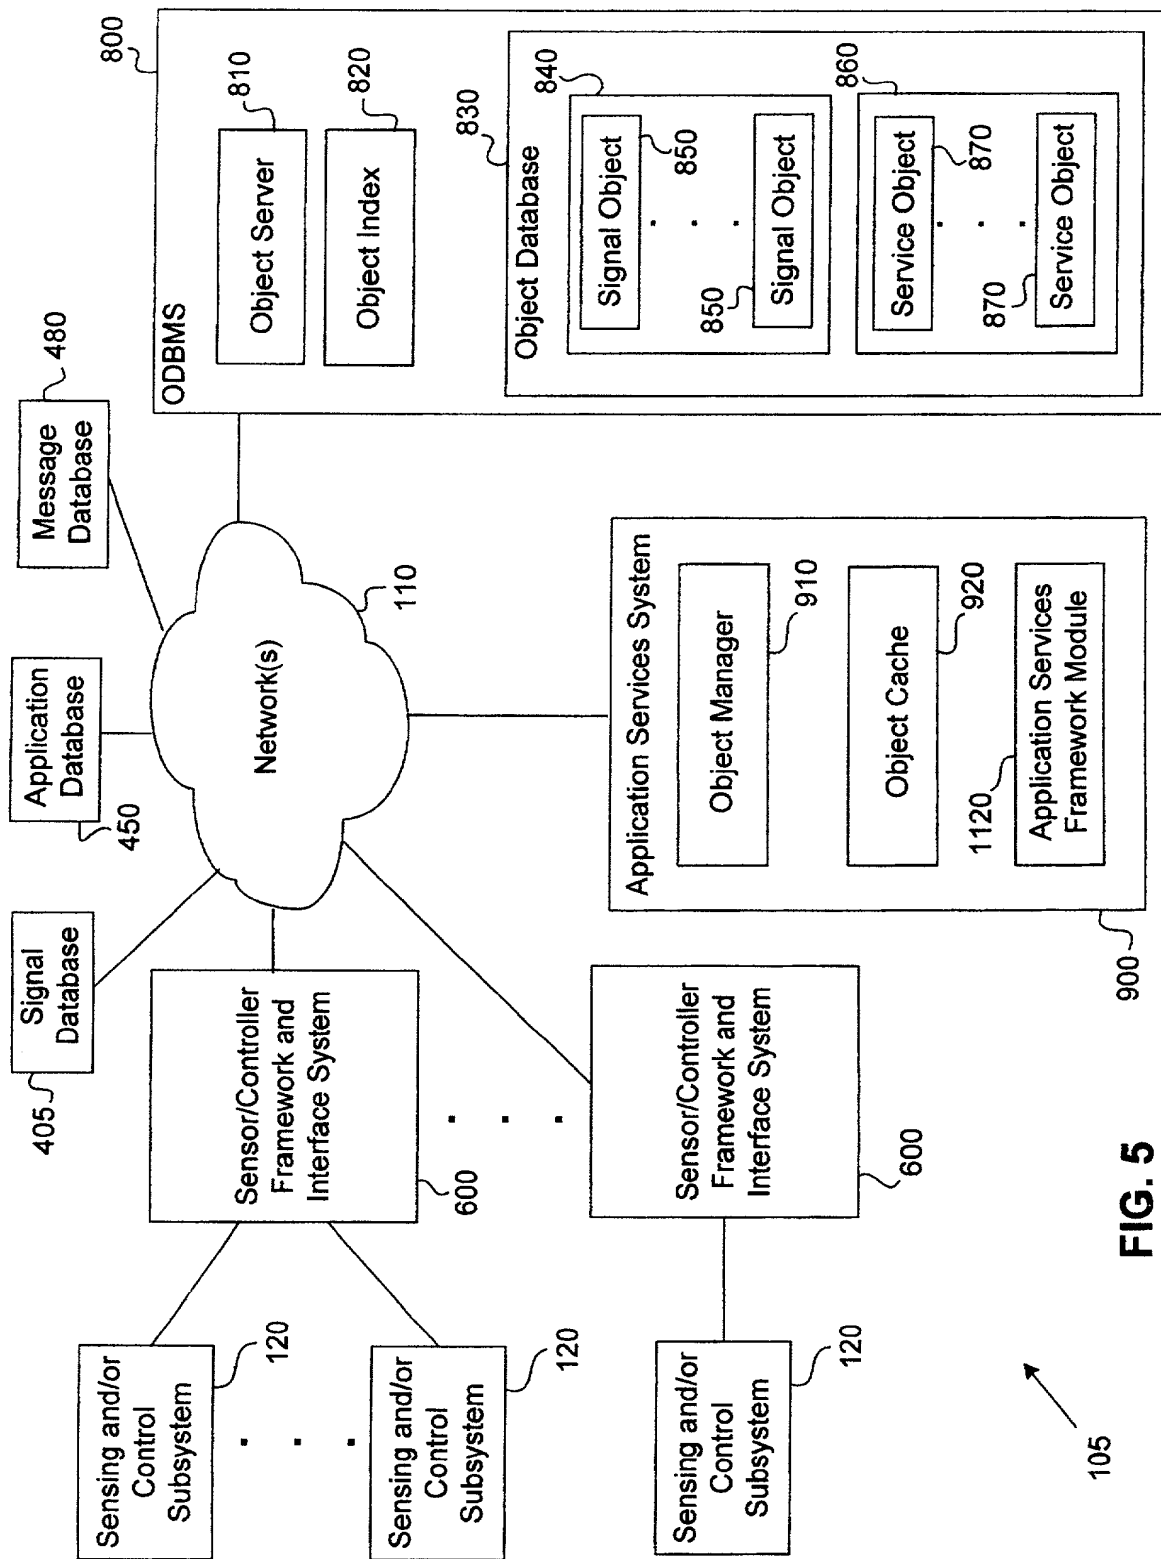 405
Signal
Database
Application
Database
450
Message
Database
480
Sensing and/or
Control
Subsystem
120
Sensing and/or
Control
Subsystem
120
Sensing and/or
Control
Subsystem
120
Sensor/Controller
Framework and
Interface System
600
Sensor/Controller
Framework and
Interface System
600
Network(s)
110
Application Services System
Object Manager
910
Object Cache
920
1120
Application Services
Framework Module
900
800
ODBMS
Object Server
810
Object Index
820
830
Object Database
840
Signal Object
850
850
Signal Object
860
Service Object
870
870
Service Object
105
FIG. 5